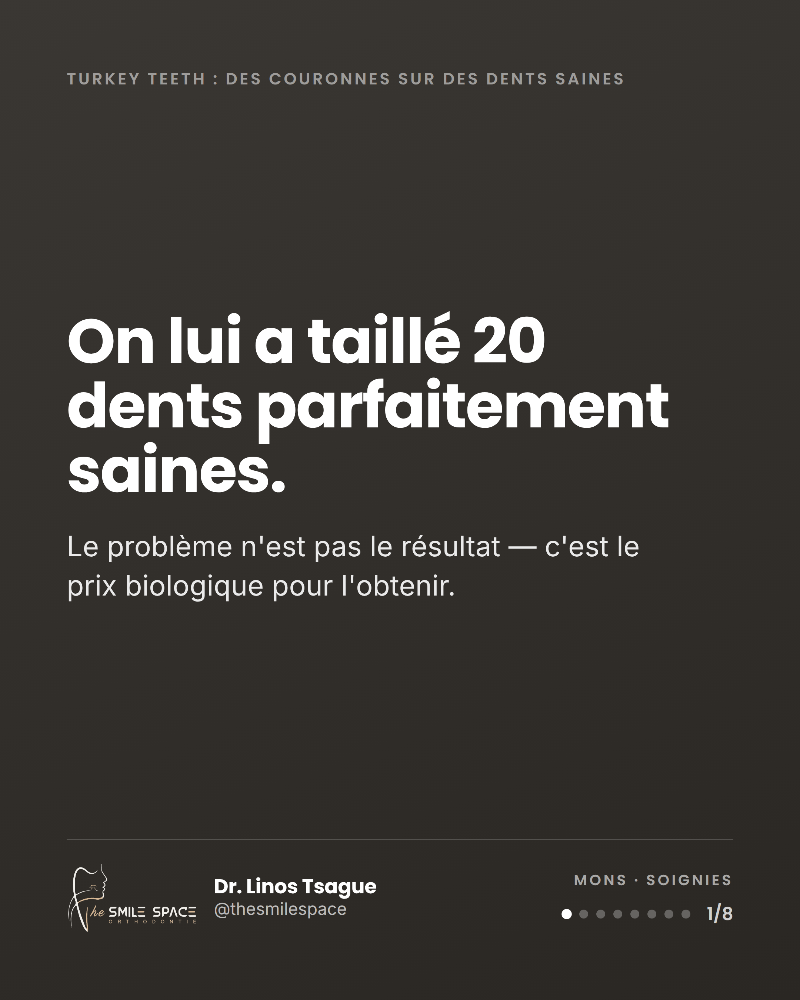 TURKEY TEETH : DES COURONNES SUR DES DENTS SAINES
On lui a taillé 20
dents parfaitement
saines.
Le problème n'est pas le résultat — c'est le
prix biologique pour l'obtenir.
The SMILE SPACE
ORTHODONTIE
Dr. Linos Tsague
@thesmilespace
MONS · SOIGNIES
1/8